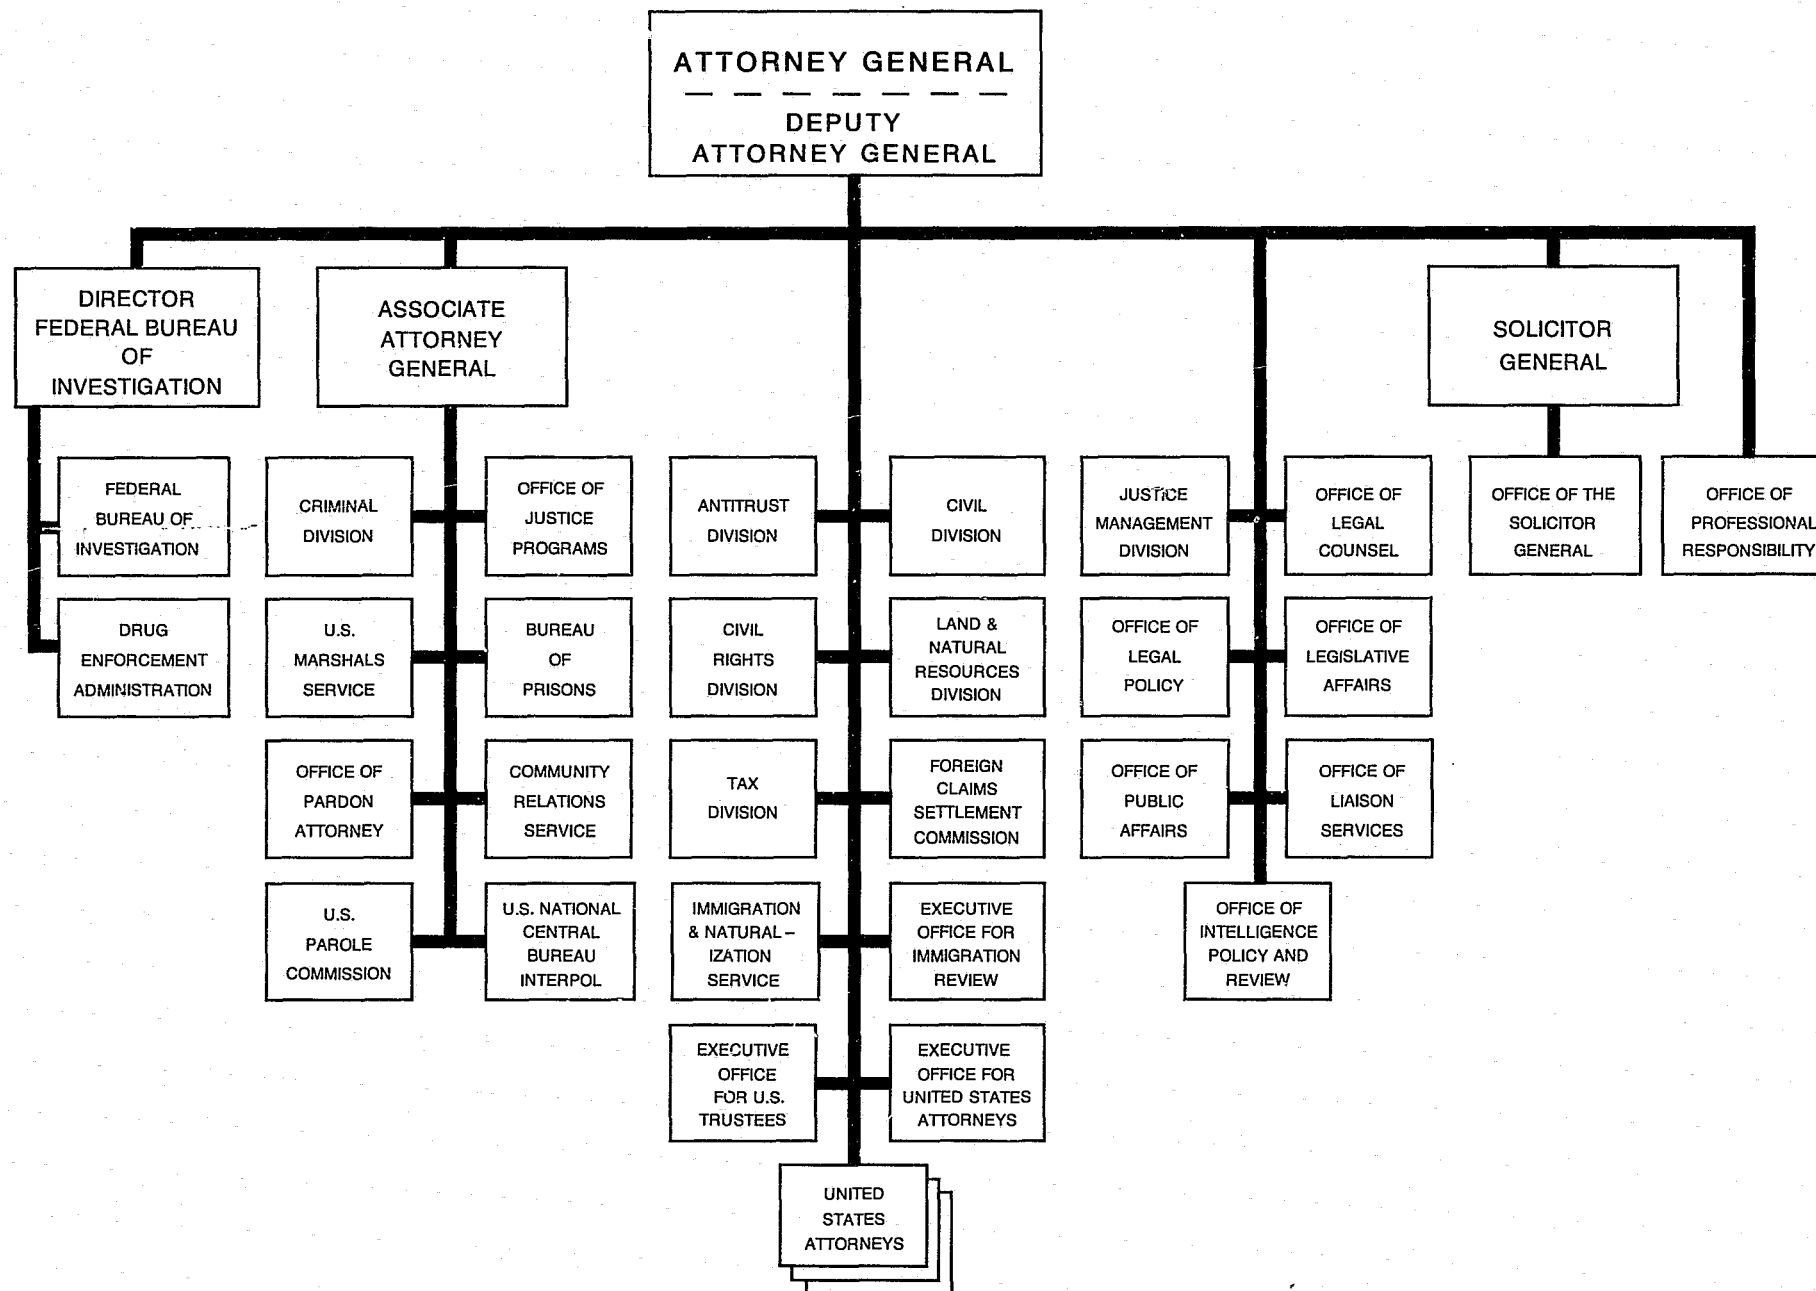 ATTORNEY GENERAL
DEPUTY
ATTORNEY GENERAL
DIRECTOR
FEDERAL BUREAU
OF
INVESTIGATION
ASSOCIATE
ATTORNEY
GENERAL
SOLICITOR
GENERAL
FEDERAL
BUREAU OF
INVESTIGATION
CRIMINAL
DIVISION
OFFICE OF
JUSTICE
PROGRAMS
ANTITRUST
DIVISION
CIVIL
DIVISION
JUSTICE
MANAGEMENT
DIVISION
OFFICE OF
LEGAL
COUNSEL
OFFICE OF THE
SOLICITOR
GENERAL
OFFICE OF
PROFESSIONAL
RESPONSIBILITY
DRUG
ENFORCEMENT
ADMINISTRATION
U.S.
MARSHALS
SERVICE
BUREAU
OF
PRISONS
CIVIL
RIGHTS
DIVISION
LAND &
NATURAL
RESOURCES
DIVISION
OFFICE OF
LEGAL
POLICY
OFFICE OF
LEGISLATIVE
AFFAIRS
OFFICE OF
PARDON
ATTORNEY
COMMUNITY
RELATIONS
SERVICE
TAX
DIVISION
FOREIGN
CLAIMS
SETTLEMENT
COMMISSION
OFFICE OF
PUBLIC
AFFAIRS
OFFICE OF
LIAISON
SERVICES
U.S.
PAROLE
COMMISSION
U.S. NATIONAL
CENTRAL
BUREAU
INTERPOL
IMMIGRATION
& NATURAL–
IZATION
SERVICE
EXECUTIVE
OFFICE FOR
IMMIGRATION
REVIEW
OFFICE OF
INTELLIGENCE
POLICY AND
REVIEW
EXECUTIVE
OFFICE
FOR U.S.
TRUSTEES
EXECUTIVE
OFFICE FOR
UNITED STATES
ATTORNEYS
UNITED
STATES
ATTORNEYS